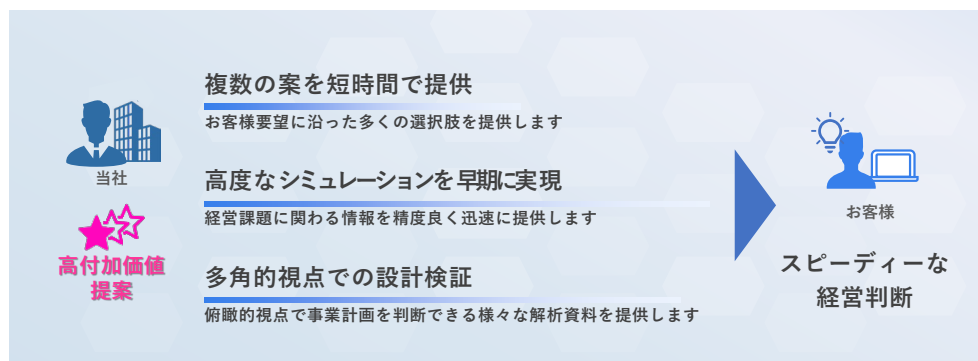 当社
高付加価値
提案
複数の案を短時間で提供
お客様要望に沿った多くの選択肢を提供します
高度なシミュレーションを早期に実現
経営課題に関わる情報を精度良く迅速に提供します
多角的視点での設計検証
俯瞰的視点で事業計画を判断できる様々な解析資料を提供します
お客様
スピーディーな
経営判断